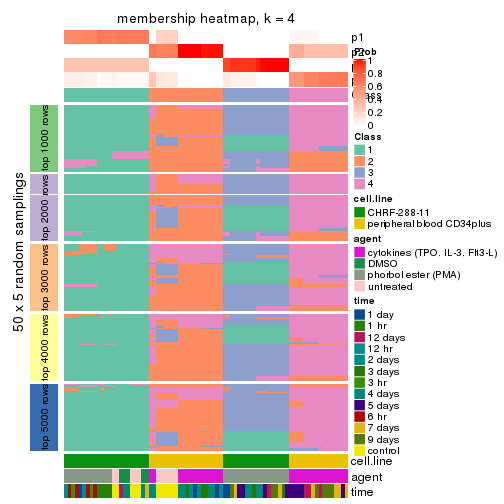 membership heatmap, k = 4
p1
p2
Prob
1
0.8
0.6
0.4
0.2
0
Class
1
2
3
4
cell.line
CHRF-288-11
peripheral blood CD34plus
agent
cytokines (TPO, IL-3, Flt3-L)
DMSO
phorbol ester (PMA)
untreated
time
1 day
1 hr
12 days
12 hr
2 days
3 days
3 hr
4 days
5 days
6 hr
7 days
9 days
control
50 x 5 random samplings
top 1000 rows
top 2000 rows
top 3000 rows
top 4000 rows
top 5000 rows
cell.line
agent
time